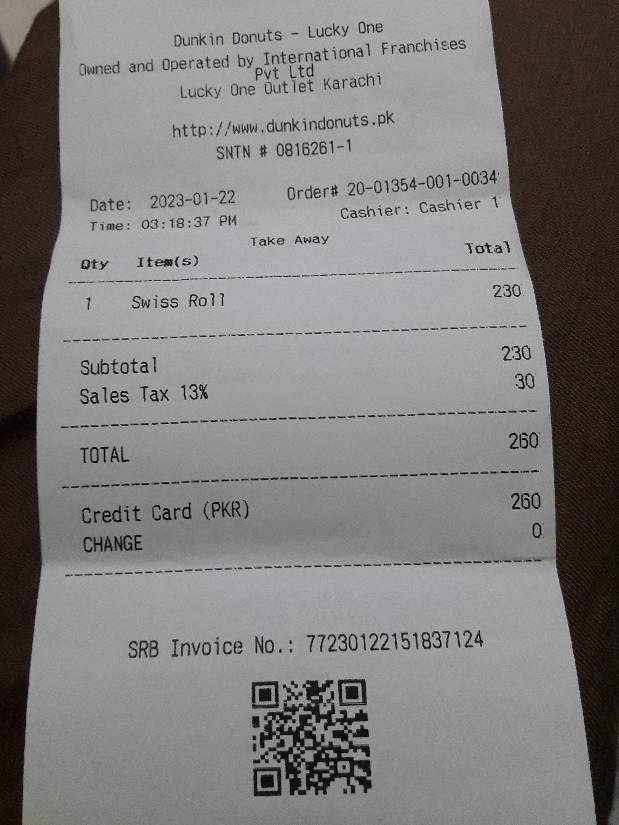 Dunkin Donuts - Lucky One
Owned and Operated by International Franchises
Pvt Ltd
Lucky One Outlet Karachi
http://www.dunkindonuts.pk
SNTN # 0816261-1
Date: 2023-01-22 Order# 20-01354-001-0034
Time: 03:18:37 PM Cashier: Cashier 1
Take Away
Qty Item(s) Total
1 Swiss Roll 230
Subtotal 230
Sales Tax 13% 30
TOTAL 260
Credit Card (PKR) 260
CHANGE 0
SRB Invoice No.: 77230122151837124